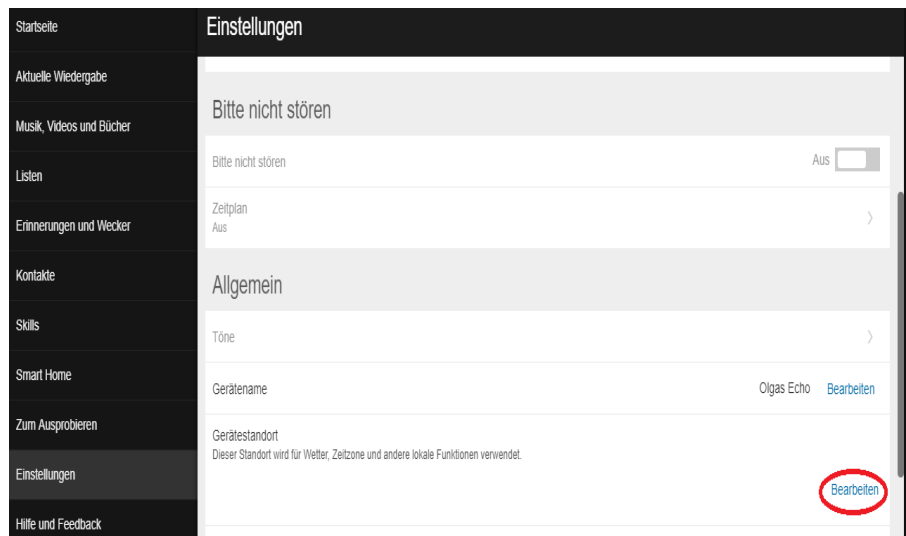 Startseite
Aktuelle Wiedergabe
Musik, Videos und Bücher
Listen
Erinnerungen und Wecker
Kontakte
Skills
Smart Home
Zum Ausprobieren
Einstellungen
Hilfe und Feedback
Einstellungen
Bitte nicht stören
Bitte nicht stören Aus
Zeitplan
Aus
Allgemein
Töne
Gerätename Olgas Echo Bearbeiten
Gerätestandort
Dieser Standort wird für Wetter, Zeitzone und andere lokale Funktionen verwendet.
Bearbeiten